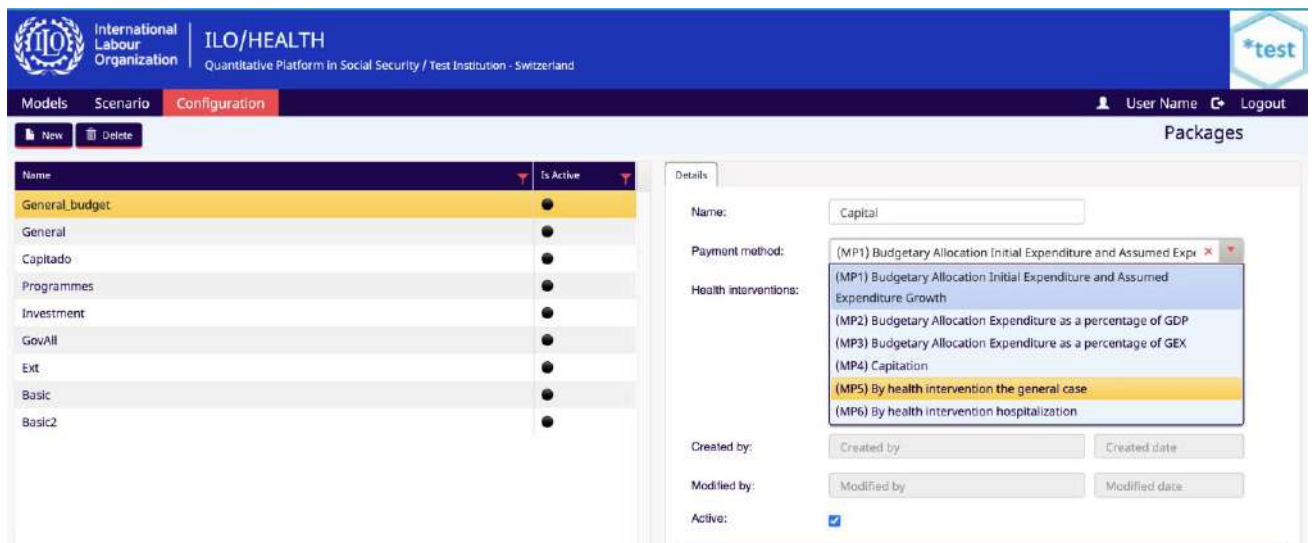 International
Labour
Organization
ILO/HEALTH
Quantitative Platform in Social Security / Test Institution - Switzerland
*test
Models Scenario Configuration User Name Logout
New Delete Packages
Name Is Active
General_budget
General
Capitado
Programmes
Investment
GovAll
Ext
Basic
Basic2
Details
Name: Capital
Payment method: (MP1) Budgetary Allocation Initial Expenditure and Assumed Expe
Health interventions:
(MP1) Budgetary Allocation Initial Expenditure and Assumed
Expenditure Growth
(MP2) Budgetary Allocation Expenditure as a percentage of GDP
(MP3) Budgetary Allocation Expenditure as a percentage of GEX
(MP4) Capitation
(MP5) By health intervention the general case
(MP6) By health intervention hospitalization
Created by: Created by Created date
Modified by: Modified by Modified date
Active: